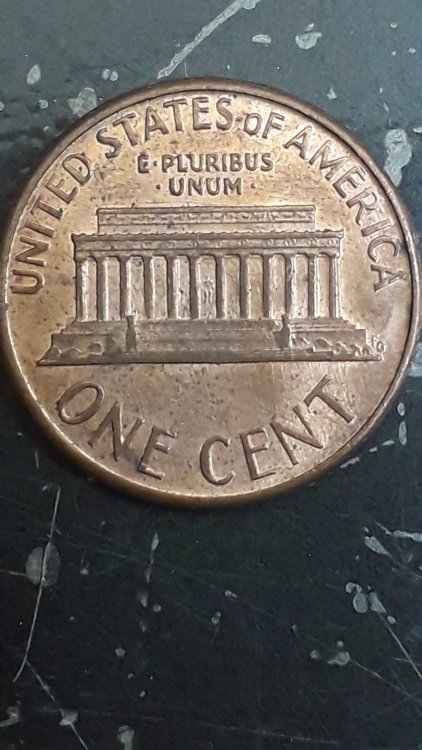 UNITED STATES OF AMERICA
E·PLURIBUS
·UNUM·
ONE CENT